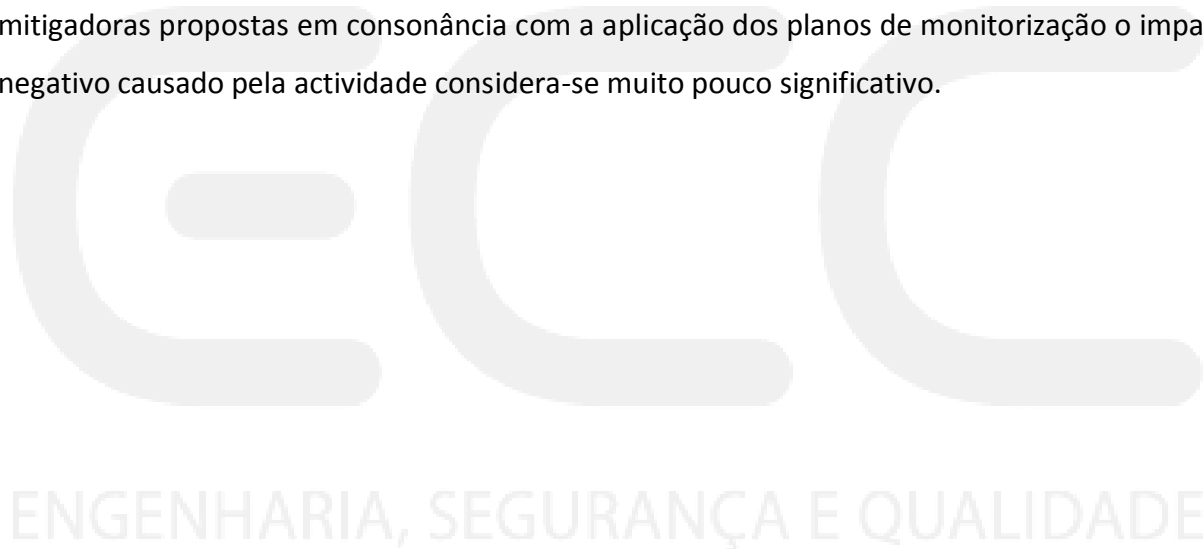 mitigadoras propostas em consonância com a aplicação dos planos de monitorização o impa
negativo causado pela actividade considera-se muito pouco significativo.
ecc
ENGENHARIA, SEGURANÇA E QUALIDADE